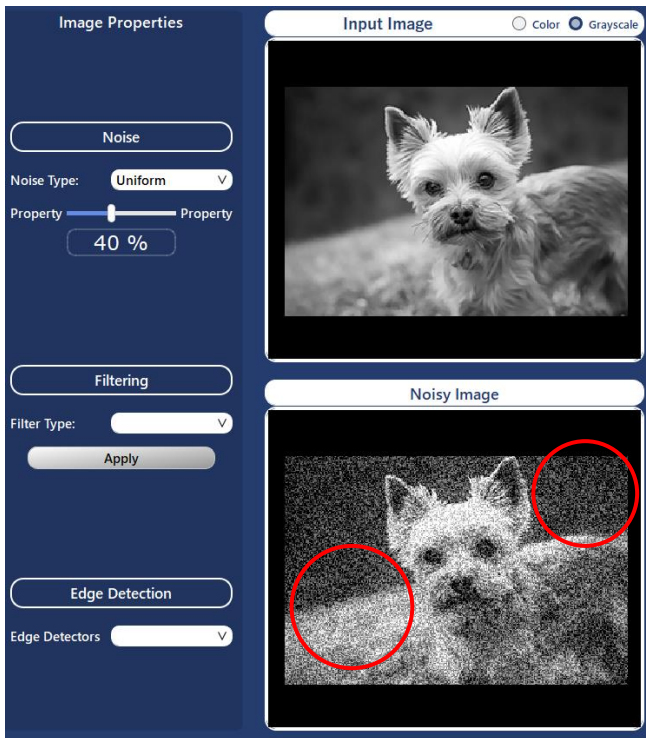 Image Properties
Noise
Noise Type: Uniform
Property Property
40 %
Filtering
Filter Type:
Apply
Edge Detection
Edge Detectors
Input Image Color Grayscale
Noisy Image